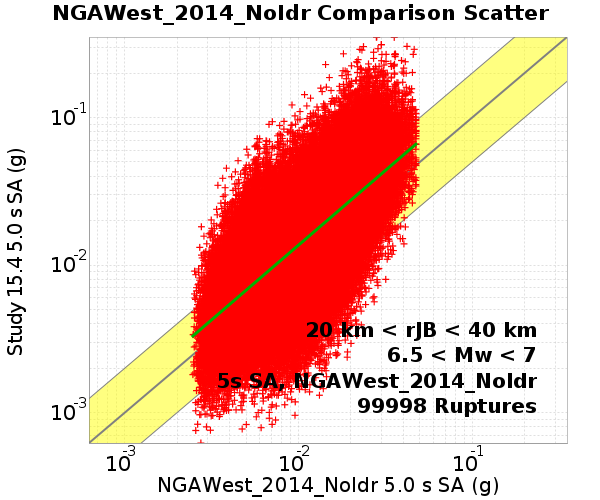 NGAWest_2014_NoIdr Comparison Scatter
Study 15.4 5.0 s SA (g)
10-1
10-2
10-3
20 km < rJB < 40 km
6.5 < Mw < 7
5s SA, NGAWest_2014_NoIdr
99998 Ruptures
10-3 10-2 10-1
NGAWest_2014_NoIdr 5.0 s SA (g)